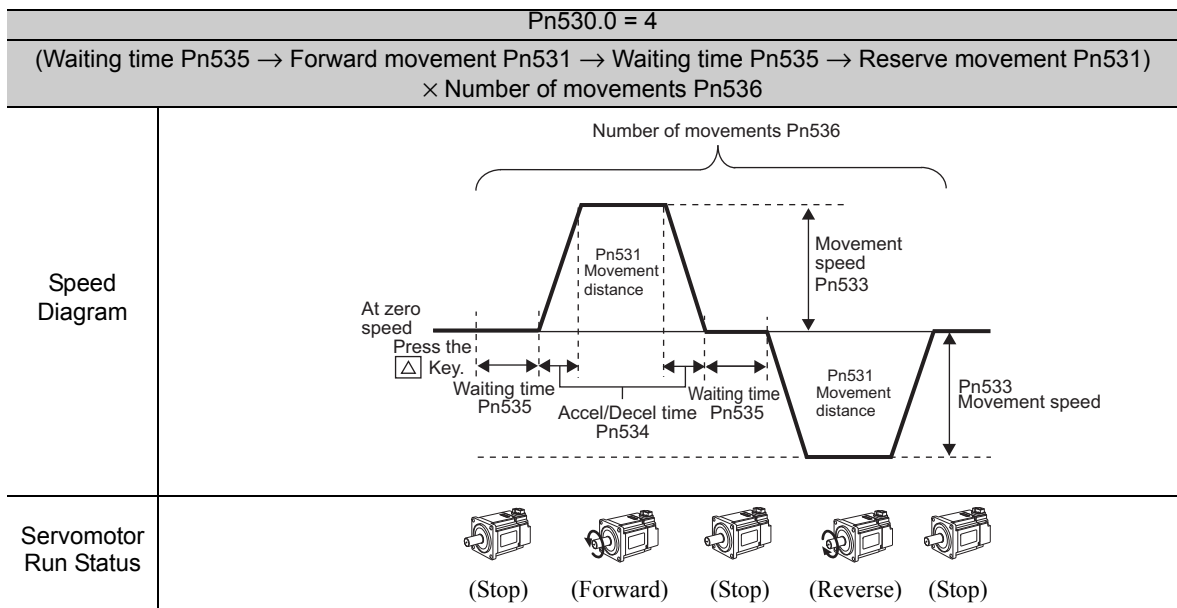 Pn530.0 = 4
(Waiting time Pn535 → Forward movement Pn531 → Waiting time Pn535 → Reserve movement Pn531)
× Number of movements Pn536
Speed
Diagram
Number of movements Pn536
Pn531
Movement
distance
Movement
speed
Pn533
At zero
speed
Press the
△ Key.
Waiting time
Pn535
Accel/Decel time
Pn534
Waiting time
Pn535
Pn531
Movement
distance
Pn533
Movement speed
Servomotor
Run Status
(Stop) (Forward) (Stop) (Reverse) (Stop)